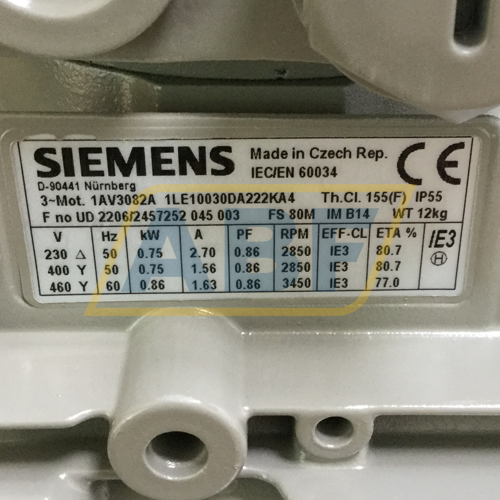 SIEMENS
Made in Czech Rep.
IEC/EN 60034
CE
D-90441 Nürnberg
3~Mot. 1AV3082A 1LE10030DA222KA4 Th.Cl. 155(F) IP55
F no UD 2206/2457252 045 003 FS 80M IM B14 WT 12kg
V Hz kW A PF RPM EFF-CL ETA % IE3
230 Δ 50 0.75 2.70 0.86 2850 IE3 80.7
400 Y 50 0.75 1.56 0.86 2850 IE3 80.7
460 Y 60 0.86 1.63 0.86 3450 IE3 77.0
H
ABF